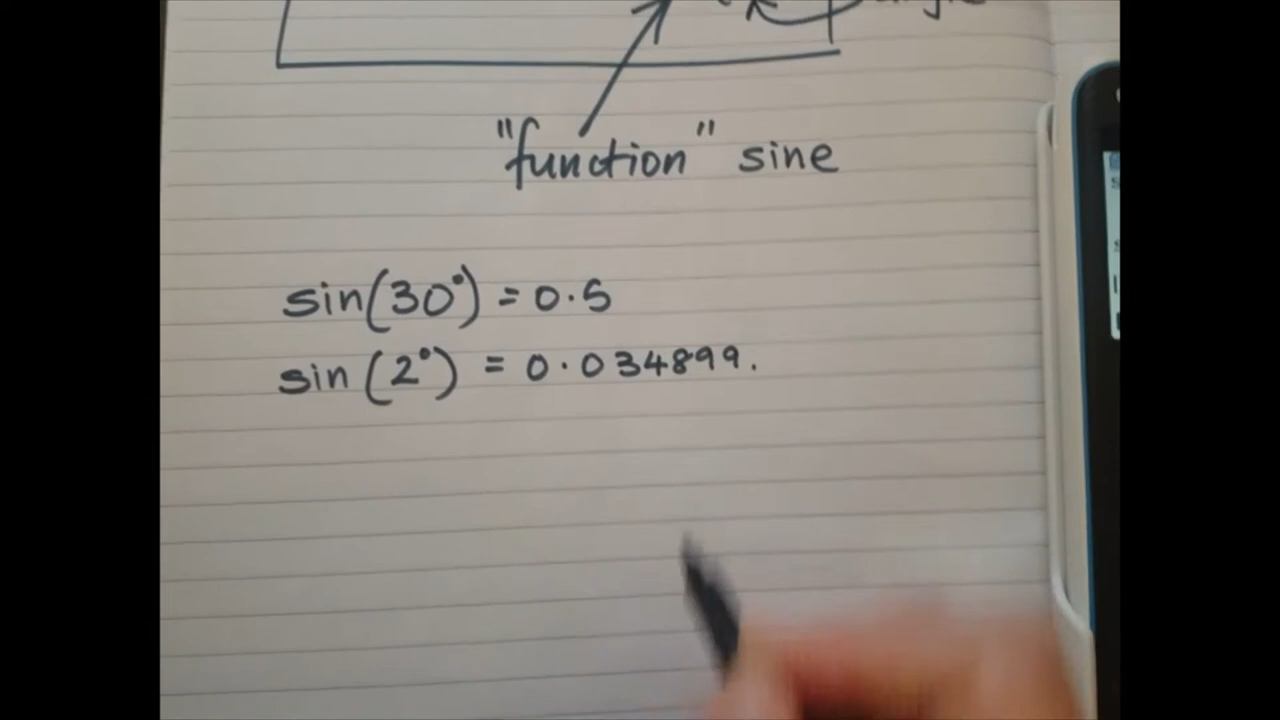 "function" sine
sin(30°) = 0.5
sin (2°) = 0.034899.